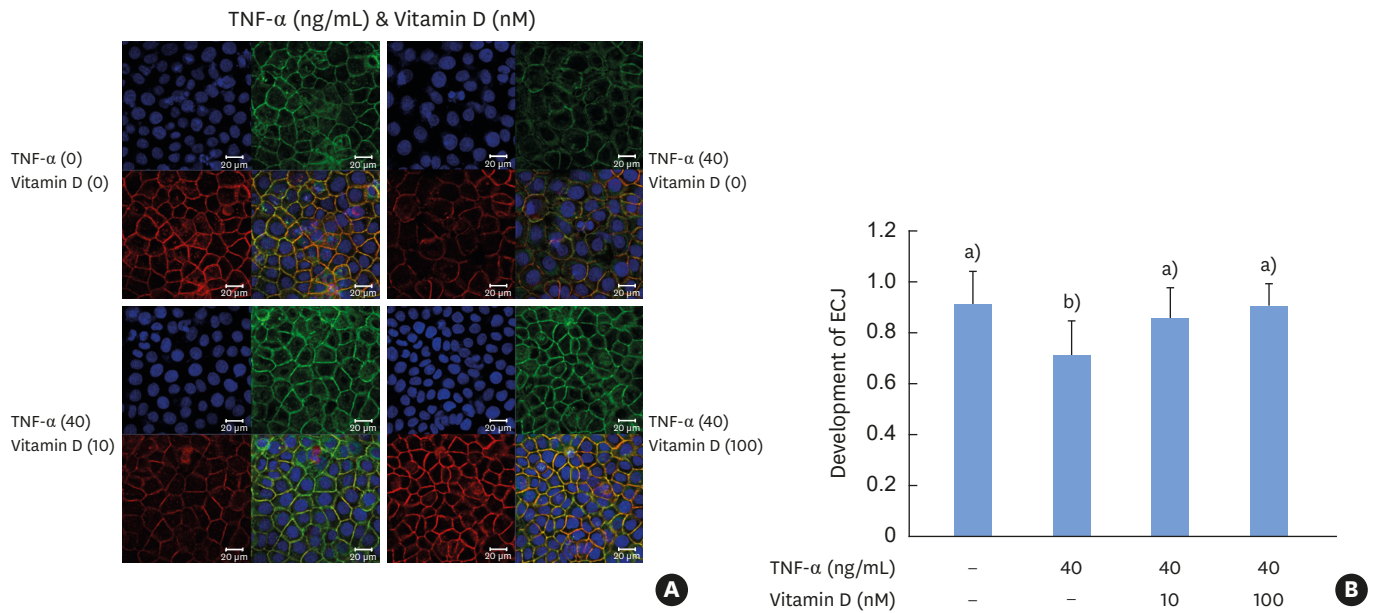 TNF-α (ng/mL) & Vitamin D (nM)
20 µm 20 µm 20 µm 20 µm
TNF-α (0)
Vitamin D (0)
TNF-α (40)
Vitamin D (0)
20 µm 20 µm 20 µm 20 µm
20 µm 20 µm 20 µm 20 µm
TNF-α (40)
Vitamin D (10)
TNF-α (40)
Vitamin D (100)
20 µm 20 µm 20 µm 20 µm
A
Development of ECJ
1.2
1.0
0.8
0.6
0.4
0.2
0
a) b) a) a)
TNF-α (ng/mL) – 40 40 40
Vitamin D (nM) – – 10 100
B